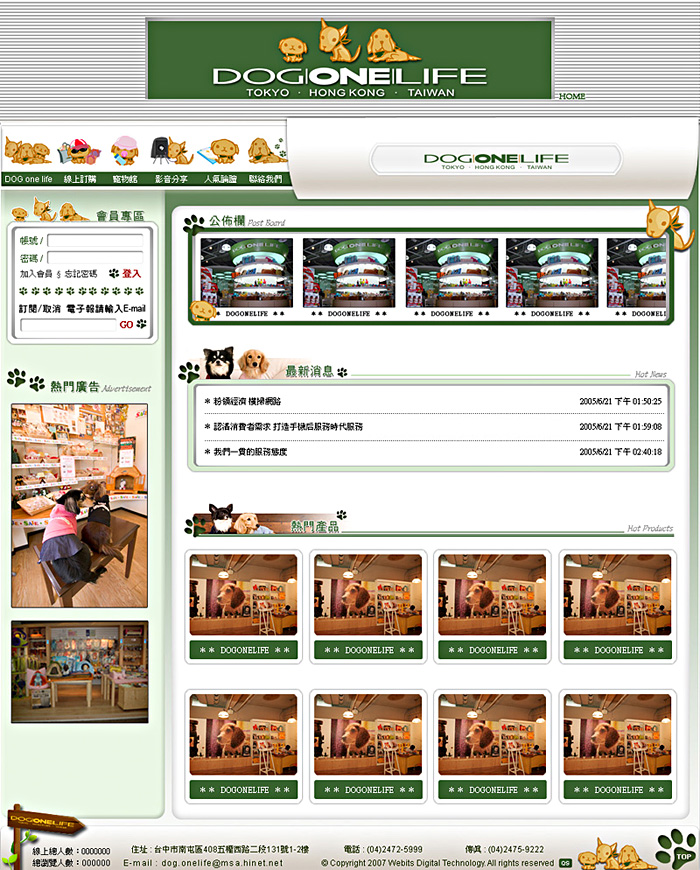 DOG|ONE|LIFE
TOKYO · HONG KONG · TAIWAN
HOME
DOG|ONE|LIFE
TOKYO · HONG KONG · TAIWAN
DOG one life 線上訂購 寵物館 影音分享 人氣論壇 聯絡我們
會員專區
帳號 /
密碼 /
加入會員 § 忘記密碼 登入
訂閱/取消 電子報請輸入E-mail
GO
熱門廣告 Advertisement
公佈欄 Post Board
DOGONELIFE
** DOGONELIFE **
** DOGONELIFE **
** DOGONELIFE **
** DOGONELIFE **
** DOGONELIFE
最新消息 Hot News
* 粉領經濟 橫掃網路 2005/6/21 下午 01:50:25
* 認清消費者需求 打造手機后服務時代服務 2005/6/21 下午 01:59:08
* 我們一貫的服務態度 2005/6/21 下午 02:40:18
熱門產品 Hot Products
** DOGONELIFE ** ** DOGONELIFE ** ** DOGONELIFE ** ** DOGONELIFE **
** DOGONELIFE ** ** DOGONELIFE ** ** DOGONELIFE ** ** DOGONELIFE **
DOGONELIFE
線上總人數：0000000 住址：台中市南屯區408五權西路二段131號1-2樓 電話：(04)2472-5999 傳真：(04)2475-9222
總瀏覽人數：000000 E-mail : dog.onelife@msa.hinet.net © Copyright 2007 Webits Digital Technology. All rights reserved QS
TOP